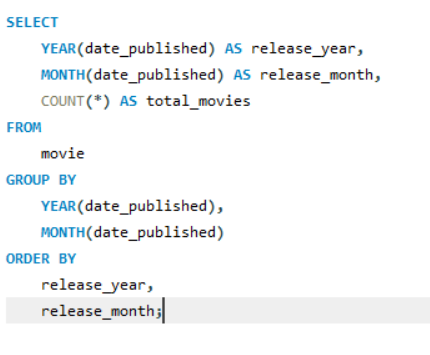 SELECT
YEAR(date_published) AS release_year,
MONTH(date_published) AS release_month,
COUNT(*) AS total_movies
FROM
movie
GROUP BY
YEAR(date_published),
MONTH(date_published)
ORDER BY
release_year,
release_month;